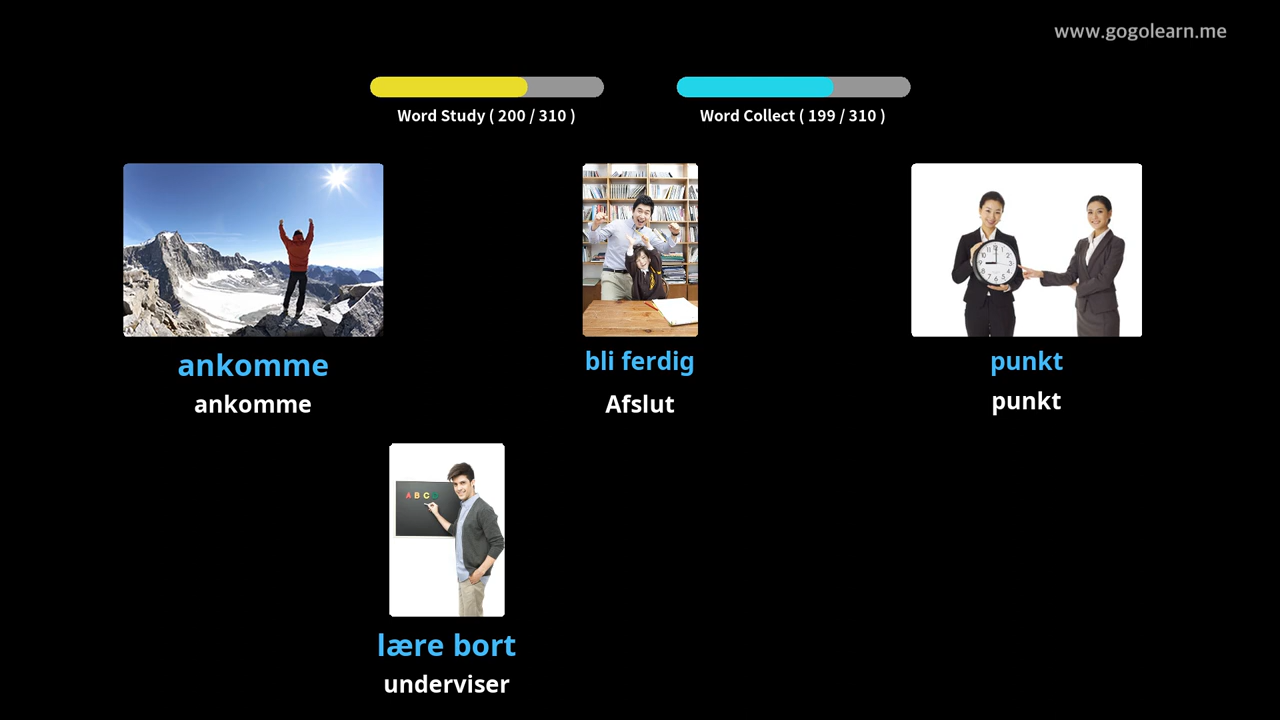 www.gogolearn.me
Word Study ( 200 / 310 )
Word Collect ( 199 / 310 )
ankomme
ankomme
bli ferdig
Afslut
punkt
punkt
A B C
lære bort
underviser